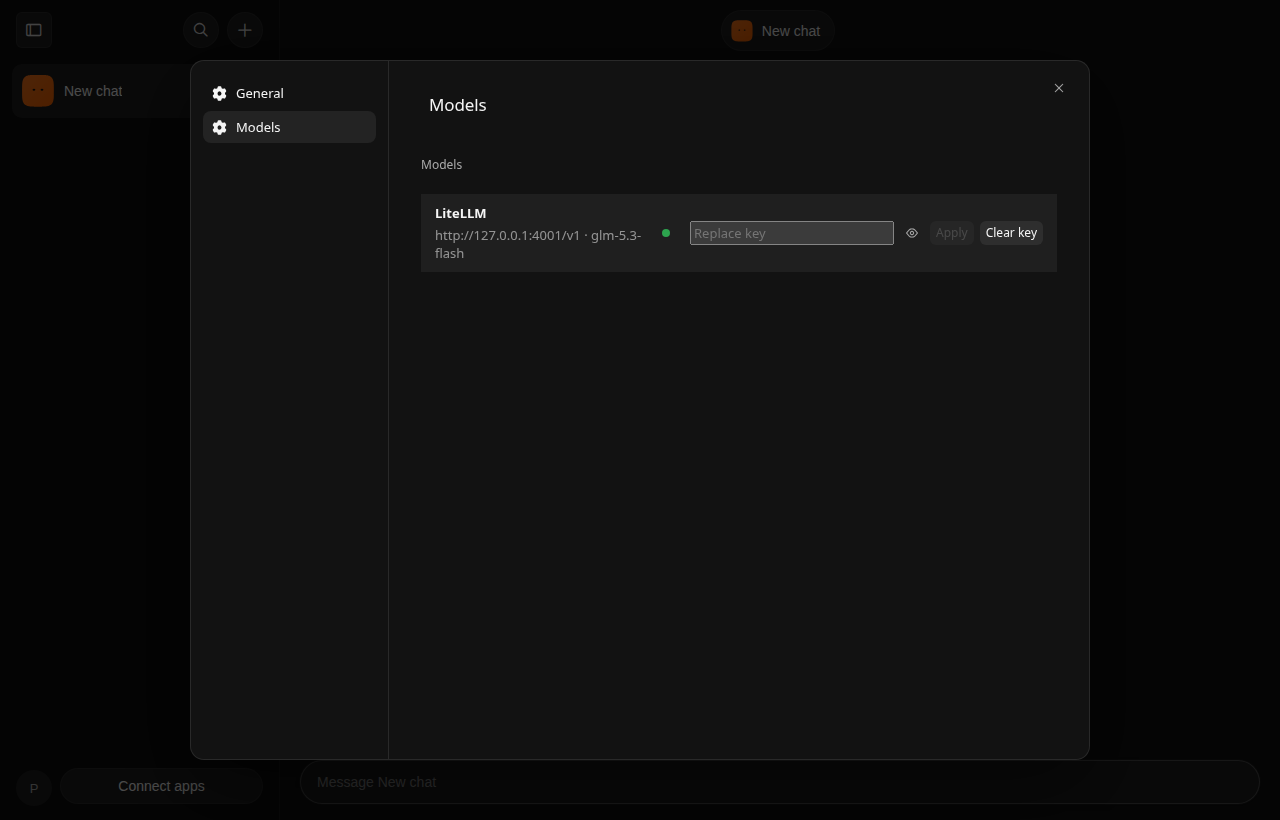 New chat
New chat
General
Models
Models
Models
LiteLLM
http://127.0.0.1:4001/v1 · glm-5.3-
flash
Replace key
Apply
Clear key
P
Connect apps
Message New chat